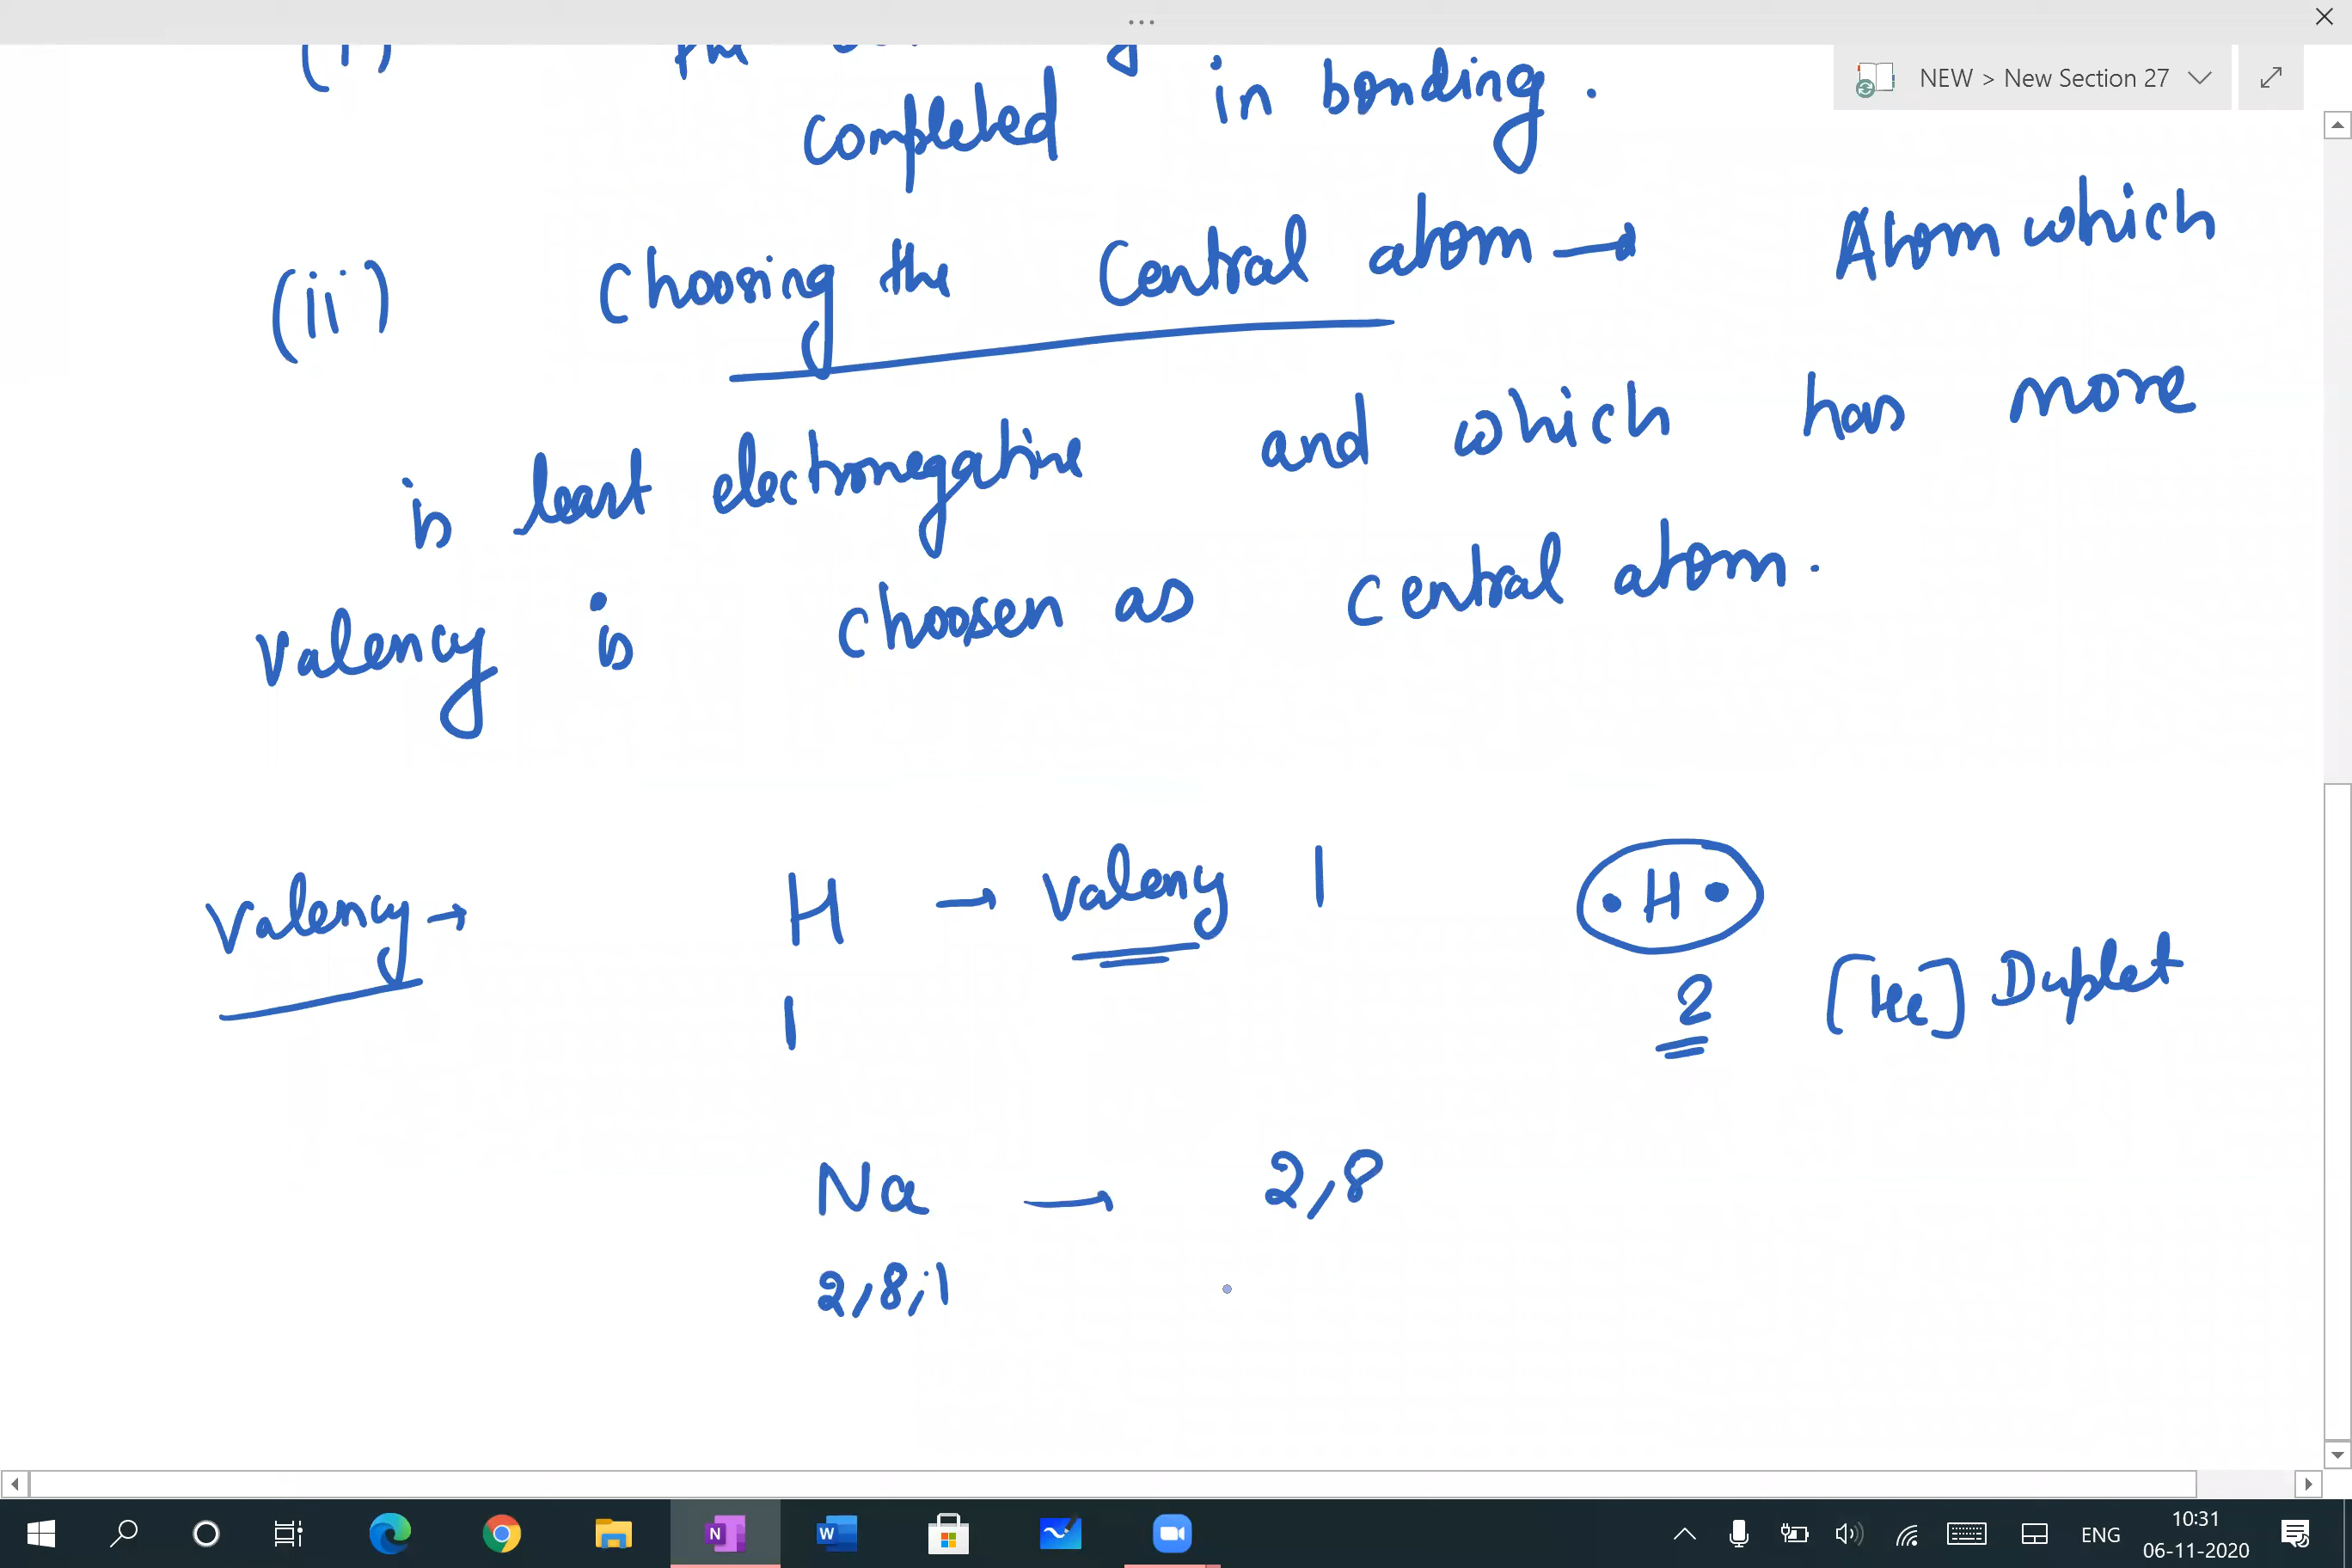 completed in bonding.
NEW > New Section 27
(ii) Choosing the Central atom → Atom which
is least electronegative and which has more
valency is choosen as central atom.
Valency → H → Valency 1 •H•
1 2 [He] Duplet
Na → 2,8
2,8,1
ENG
10:31
06-11-2020